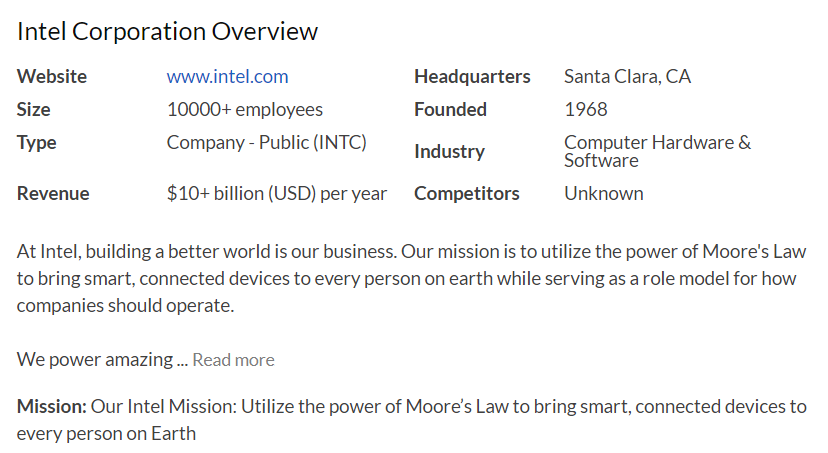 Intel Corporation Overview
Website www.intel.com Headquarters Santa Clara, CA
Size 10000+ employees Founded 1968
Type Company - Public (INTC) Industry Computer Hardware &
Software
Revenue $10+ billion (USD) per year Competitors Unknown
At Intel, building a better world is our business. Our mission is to utilize the power of Moore's Law
to bring smart, connected devices to every person on earth while serving as a role model for how
companies should operate.
We power amazing ... Read more
Mission: Our Intel Mission: Utilize the power of Moore’s Law to bring smart, connected devices to
every person on Earth